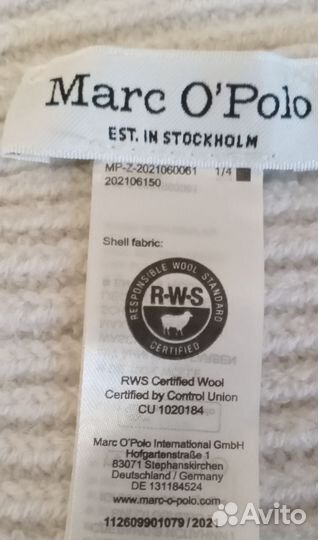 Marc O'Polo
EST. IN STOCKHOLM
MP-Z-2021060061 1/4
202106150
Shell fabric:
RESPONSIBLE WOOL STANDARD
R·W·S
CERTIFIED
RWS Certified Wool
Certified by Control Union
CU 1020184
Marc O'Polo International GmbH
Hofgartenstraße 1
83071 Stephanskirchen
Deutschland / Germany
DE 131184524
www.marc-o-polo.com
112609901079 / 2021
Avito